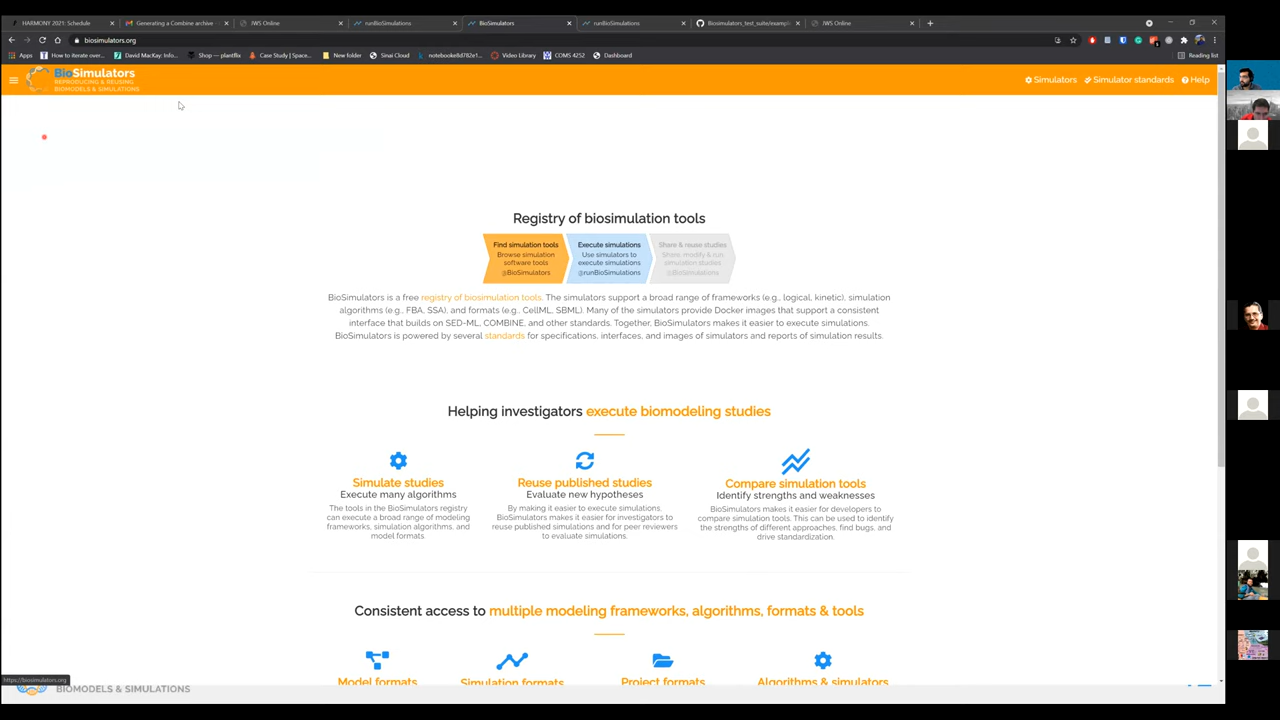 HARMONY 2021: Schedule
Generating a Combine archive
JWS Online
runBioSimulations
BioSimulators
runBioSimulations
Biosimulators_test_suite/exampl
JWS Online
biosimulators.org
Apps
How to iterate over...
David MacKay: Info...
Shop — plantflix
Case Study | Space...
New folder
Sinai Cloud
notebooke8d782e1...
Video Library
COMS 4252
Dashboard
Reading list
BioSimulators
REPRODUCING & REUSING
BIOMODELS & SIMULATIONS
Simulators
Simulator standards
Help
Registry of biosimulation tools
Find simulation tools
Browse simulation
software tools
@BioSimulators
Execute simulations
Use simulators to
execute simulations
@runBioSimulations
Share & reuse studies
Share, modify & run
simulation studies
@BioSimulations
BioSimulators is a free registry of biosimulation tools. The simulators support a broad range of frameworks (e.g., logical, kinetic), simulation
algorithms (e.g., FBA, SSA), and formats (e.g., CellML, SBML). Many of the simulators provide Docker images that support a consistent
interface that builds on SED-ML, COMBINE, and other standards. Together, BioSimulators makes it easier to execute simulations.
BioSimulators is powered by several standards for specifications, interfaces, and images of simulators and reports of simulation results.
Helping investigators execute biomodeling studies
Simulate studies
Execute many algorithms
The tools in the BioSimulators registry
can execute a broad range of modeling
frameworks, simulation algorithms, and
model formats.
Reuse published studies
Evaluate new hypotheses
By making it easier to execute simulations,
BioSimulators makes it easier for investigators to
reuse published simulations and for peer reviewers
to evaluate simulations.
Compare simulation tools
Identify strengths and weaknesses
BioSimulators makes it easier for developers to
compare simulation tools. This can be used to identify
the strengths of different approaches, find bugs, and
drive standardization.
Consistent access to multiple modeling frameworks, algorithms, formats & tools
Model formats
Simulation formats
Project formats
Algorithms & simulators
https://biosimulators.org
BIOMODELS & SIMULATIONS